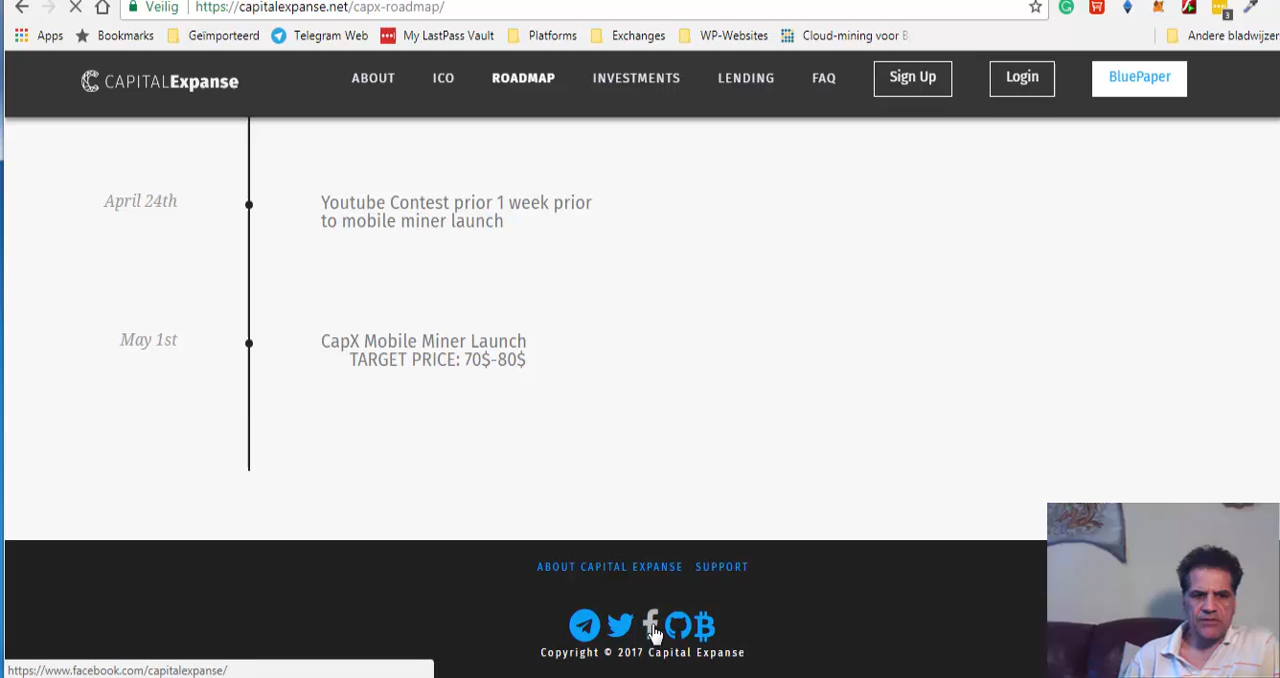 Veilig
https://capitalexpanse.net/capx-roadmap/
3
Apps
Bookmarks
Geïmporteerd
Telegram Web
My LastPass Vault
Platforms
Exchanges
WP-Websites
Cloud-mining voor
Andere bladwijzer
CAPITALExpanse
ABOUT
ICO
ROADMAP
INVESTMENTS
LENDING
FAQ
Sign Up
Login
BluePaper
April 24th
Youtube Contest prior 1 week prior
to mobile miner launch
May 1st
CapX Mobile Miner Launch
TARGET PRICE: 70$-80$
ABOUT CAPITAL EXPANSE
SUPPORT
Copyright © 2017 Capital Expanse
https://www.facebook.com/capitalexpanse/